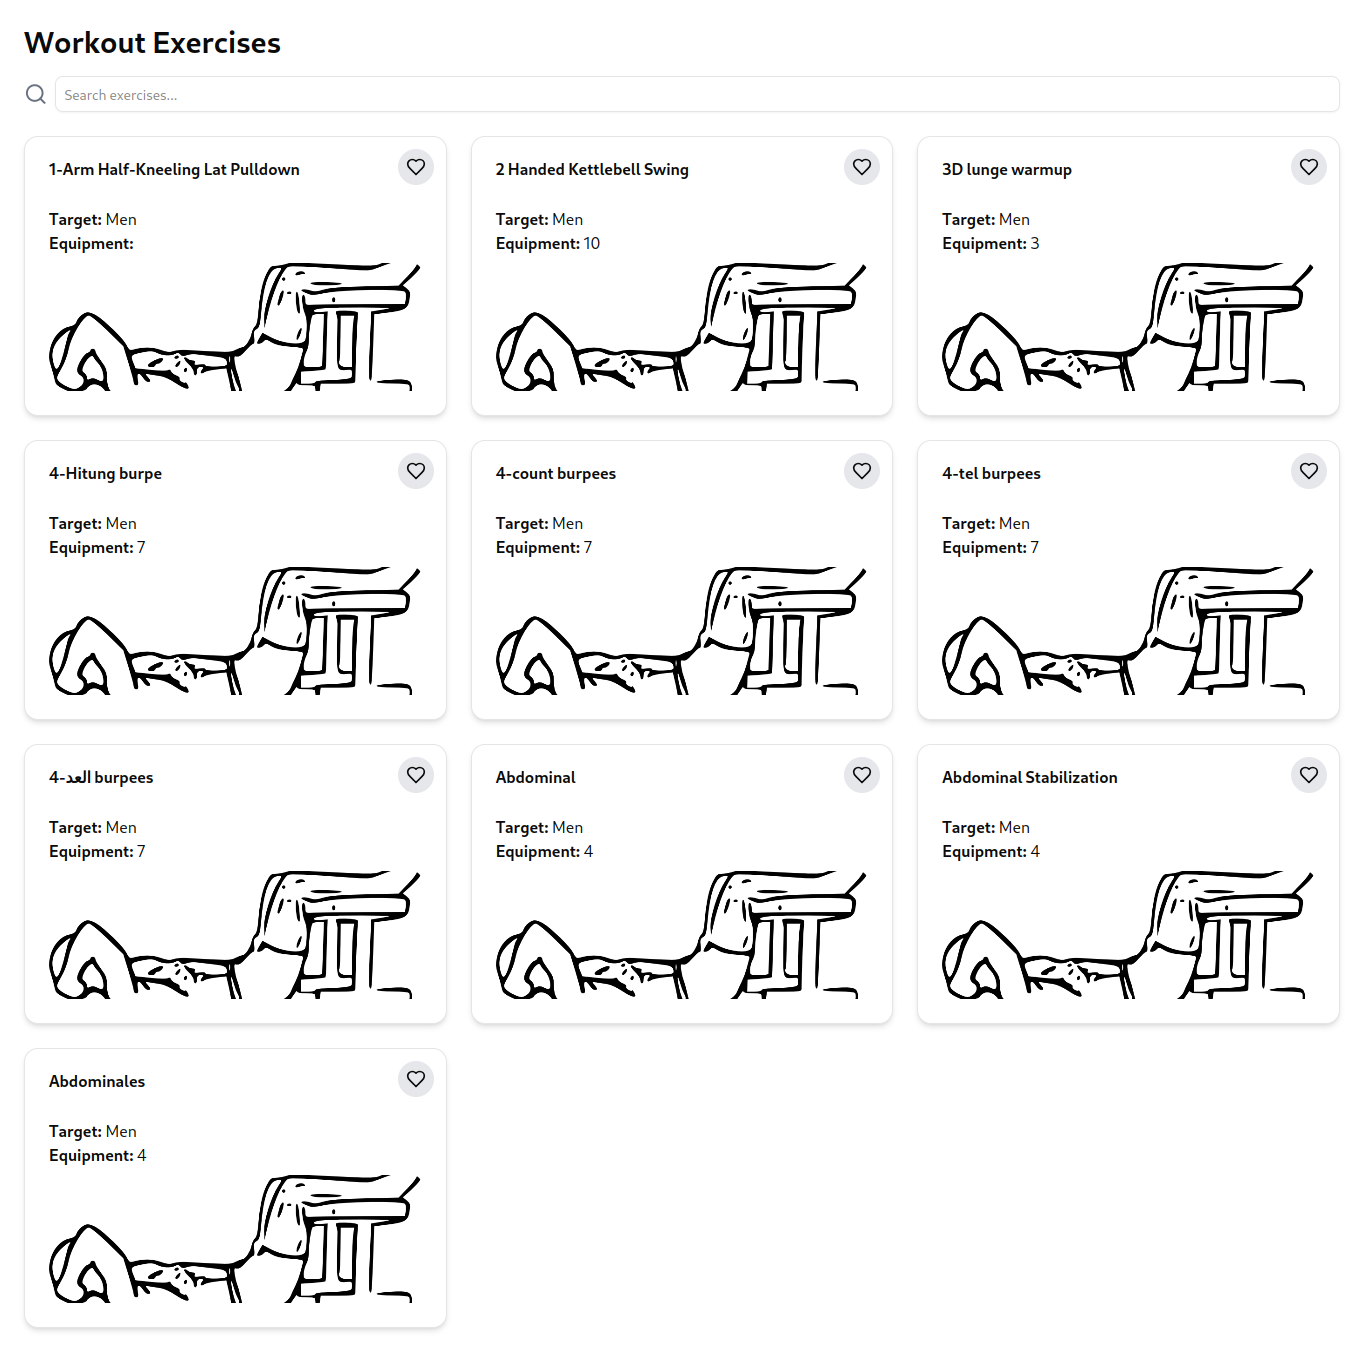 Workout Exercises
Search exercises...
1-Arm Half-Kneeling Lat Pulldown
Target: Men
Equipment:
2 Handed Kettlebell Swing
Target: Men
Equipment: 10
3D lunge warmup
Target: Men
Equipment: 3
4-Hitung burpe
Target: Men
Equipment: 7
4-count burpees
Target: Men
Equipment: 7
4-tel burpees
Target: Men
Equipment: 7
4-العد burpees
Target: Men
Equipment: 7
Abdominal
Target: Men
Equipment: 4
Abdominal Stabilization
Target: Men
Equipment: 4
Abdominales
Target: Men
Equipment: 4